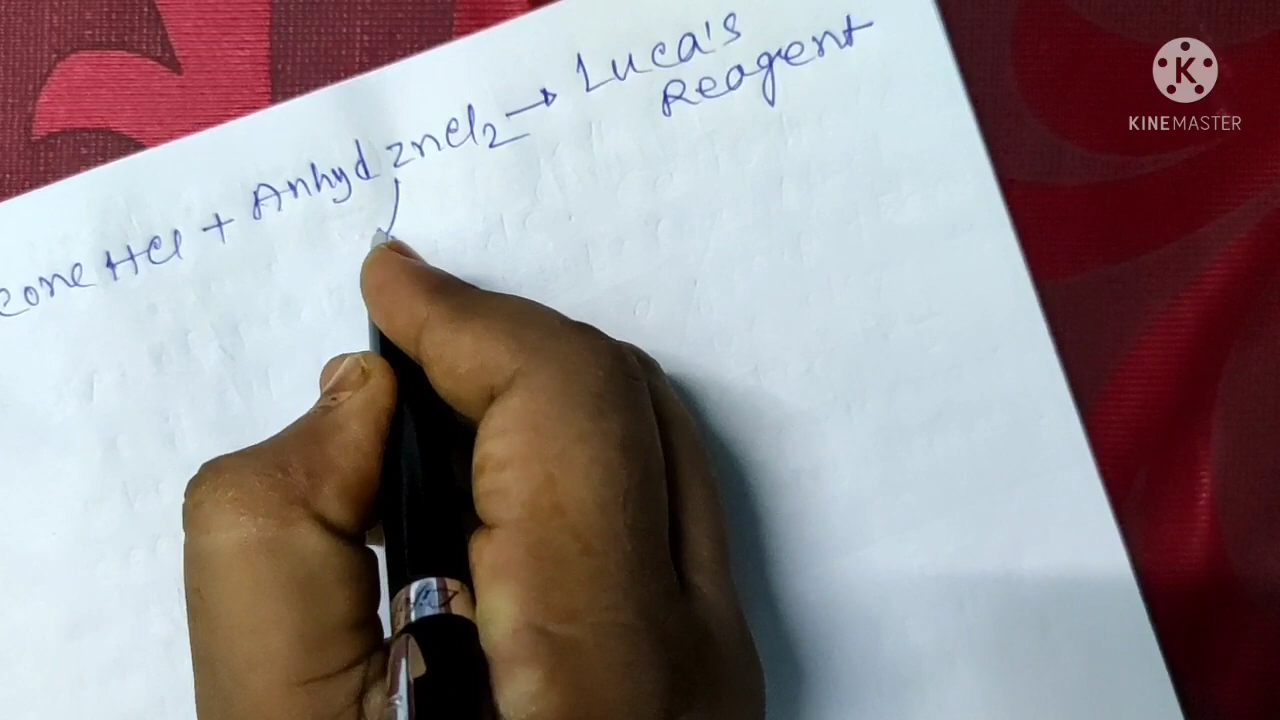 conc HCl + Anhyd ZnCl2 → Luca's
Reagent
KINEMASTER